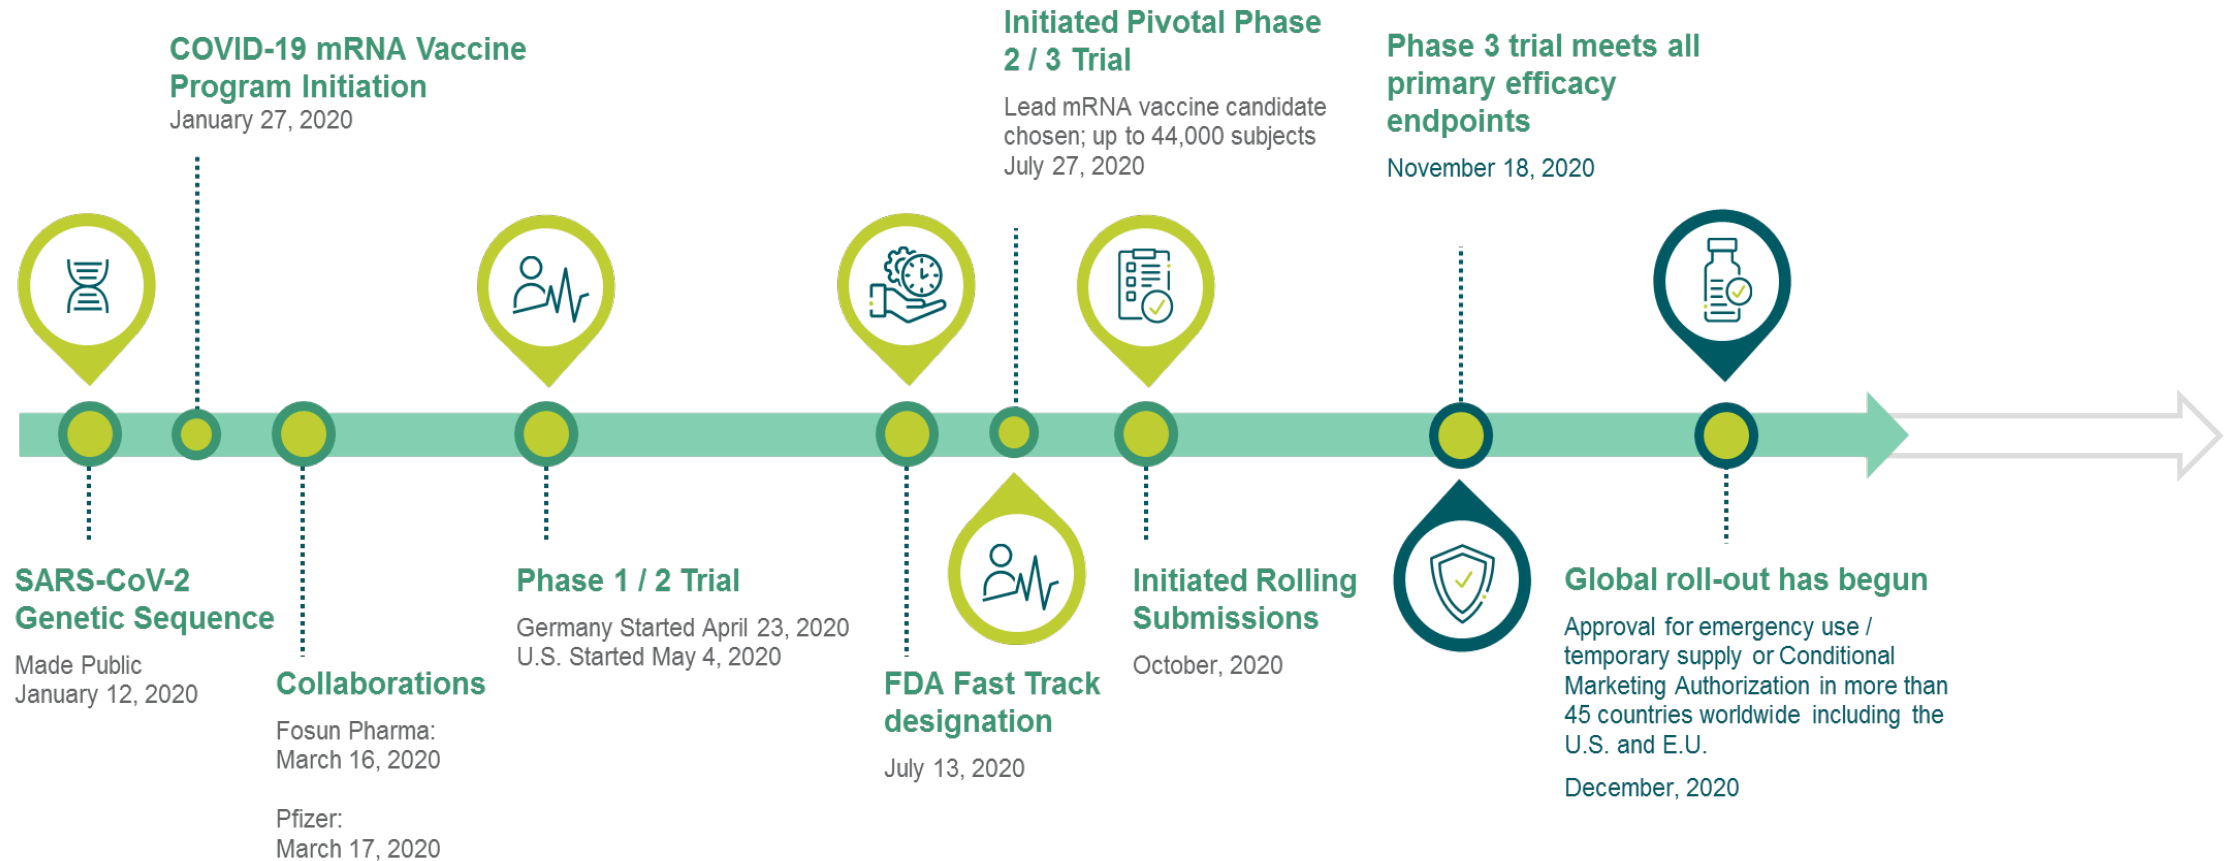 COVID-19 mRNA Vaccine
Program Initiation
January 27, 2020
Initiated Pivotal Phase
2 / 3 Trial
Lead mRNA vaccine candidate
chosen; up to 44,000 subjects
July 27, 2020
Phase 3 trial meets all
primary efficacy
endpoints
November 18, 2020
SARS-CoV-2
Genetic Sequence
Made Public
January 12, 2020
Collaborations
Fosun Pharma:
March 16, 2020
Pfizer:
March 17, 2020
Phase 1 / 2 Trial
Germany Started April 23, 2020
U.S. Started May 4, 2020
FDA Fast Track
designation
July 13, 2020
Initiated Rolling
Submissions
October, 2020
Global roll-out has begun
Approval for emergency use /
temporary supply or Conditional
Marketing Authorization in more than
45 countries worldwide including the
U.S. and E.U.
December, 2020